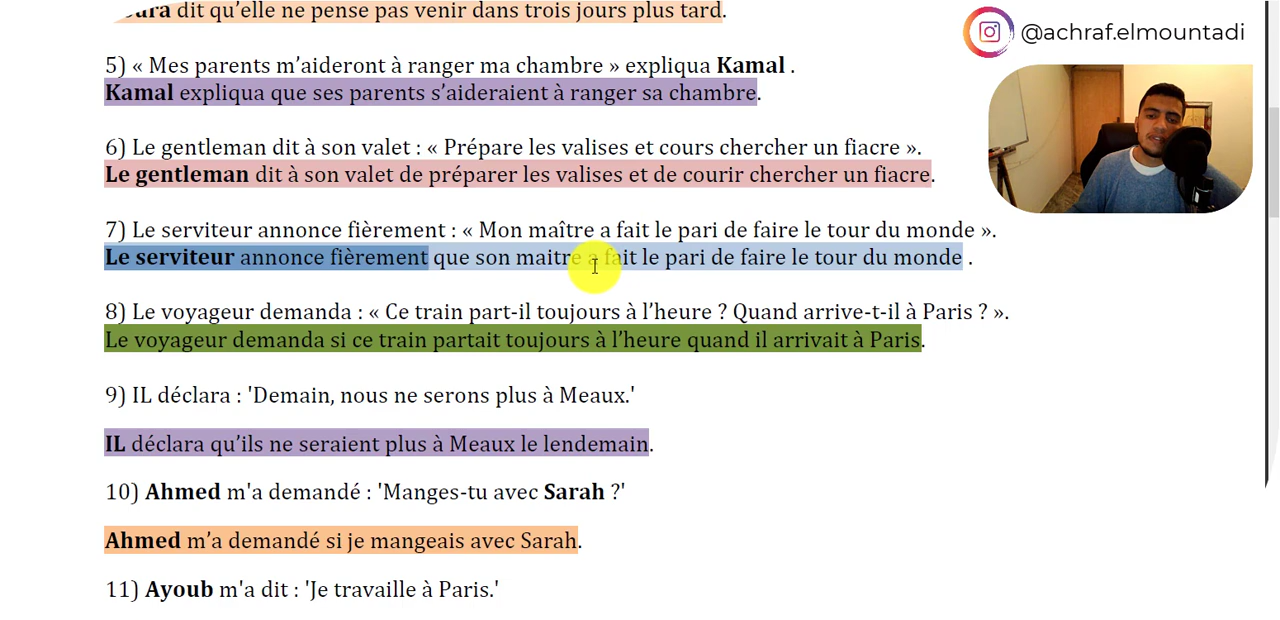 dit qu’elle ne pense pas venir dans trois jours plus tard.
@achraf.elmountadi
5) « Mes parents m’aideront à ranger ma chambre » expliqua Kamal .
Kamal expliqua que ses parents s’aideraient à ranger sa chambre.
6) Le gentleman dit à son valet : « Prépare les valises et cours chercher un fiacre ».
Le gentleman dit à son valet de préparer les valises et de courir chercher un fiacre.
7) Le serviteur annonce fièrement : « Mon maître a fait le pari de faire le tour du monde ».
Le serviteur annonce fièrement que son maitre a fait le pari de faire le tour du monde .
8) Le voyageur demanda : « Ce train part-il toujours à l’heure ? Quand arrive-t-il à Paris ? ».
Le voyageur demanda si ce train partait toujours à l’heure quand il arrivait à Paris.
9) IL déclara : 'Demain, nous ne serons plus à Meaux.'
IL déclara qu’ils ne seraient plus à Meaux le lendemain.
10) Ahmed m'a demandé : 'Manges-tu avec Sarah ?'
Ahmed m’a demandé si je mangeais avec Sarah.
11) Ayoub m'a dit : 'Je travaille à Paris.'